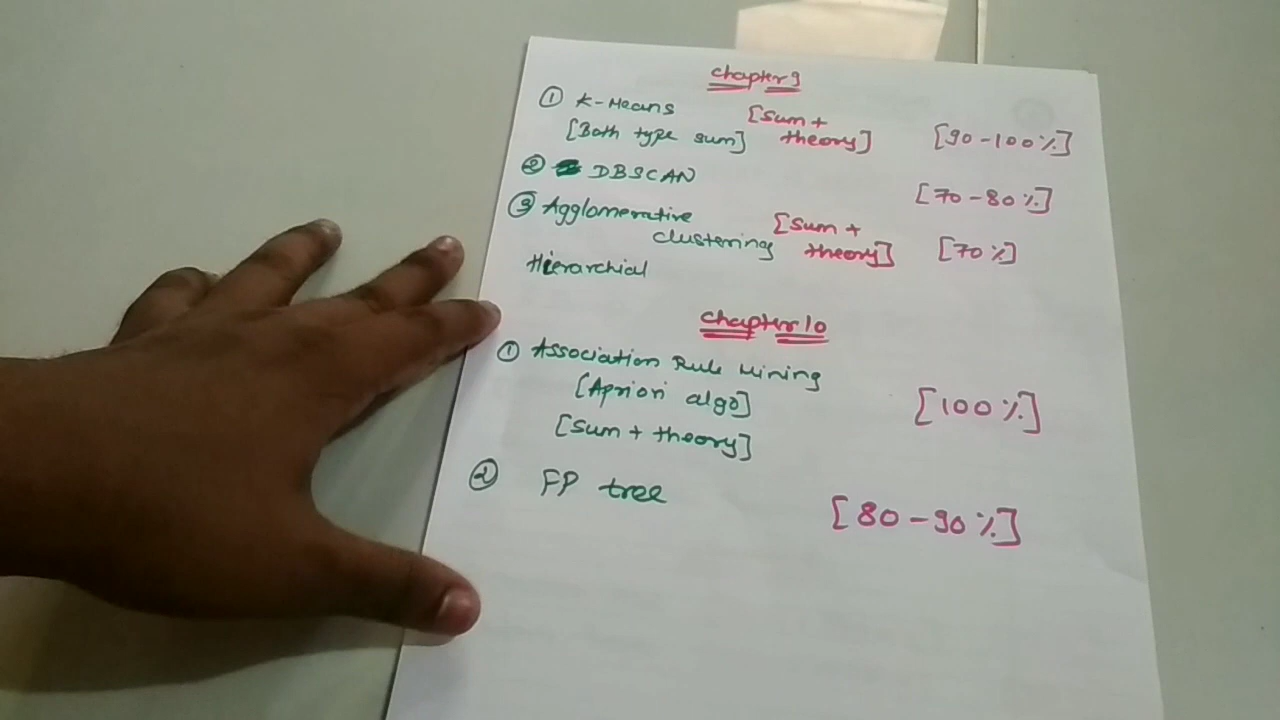 Chapter 9
① K-Means [Sum +
[Both type sum] theory] [90-100%]
② DBSCAN [70-80%]
③ Agglomerative [Sum +
clustering theory] [70%]
Hierarchial
Chapter 10
① Association Rule Mining
[Apriori algo] [100%]
[Sum + theory]
② FP tree [80-90%]